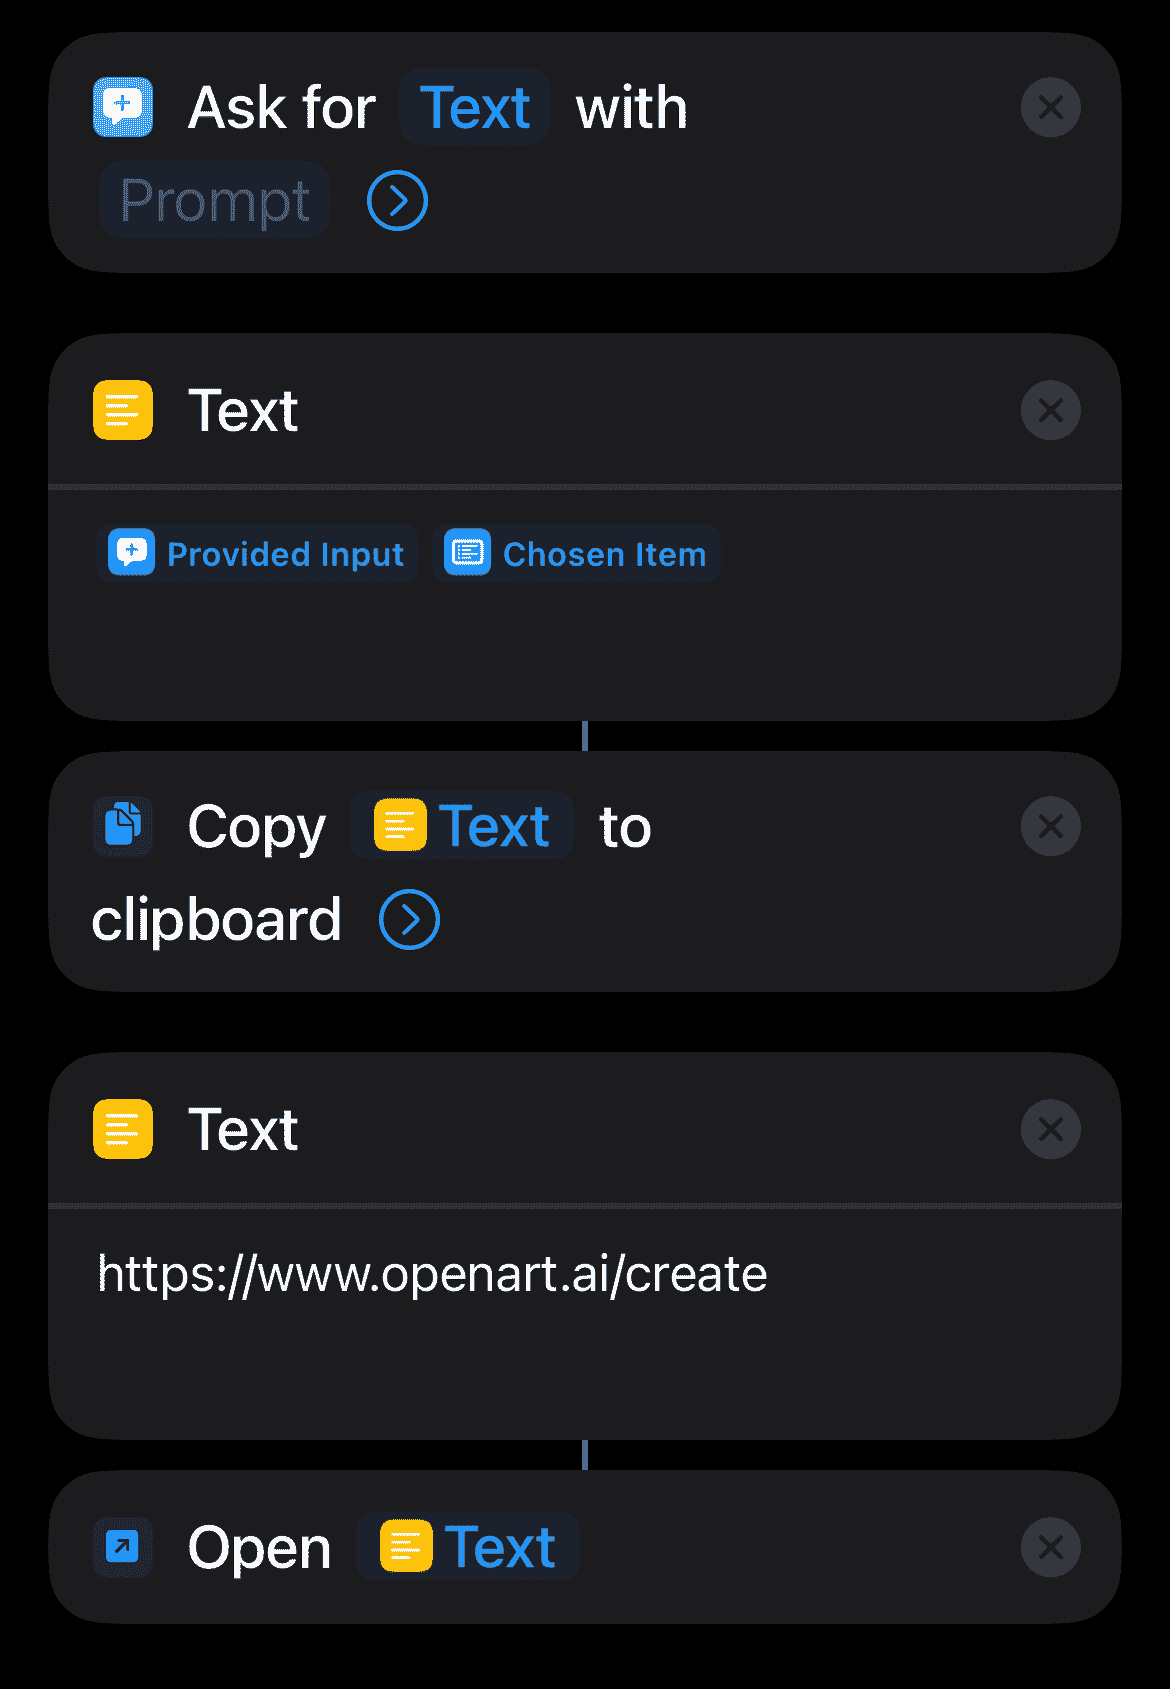 Ask for Text with
Prompt
Text
Provided Input Chosen Item
Copy Text to
clipboard
Text
https://www.openart.ai/create
Open Text